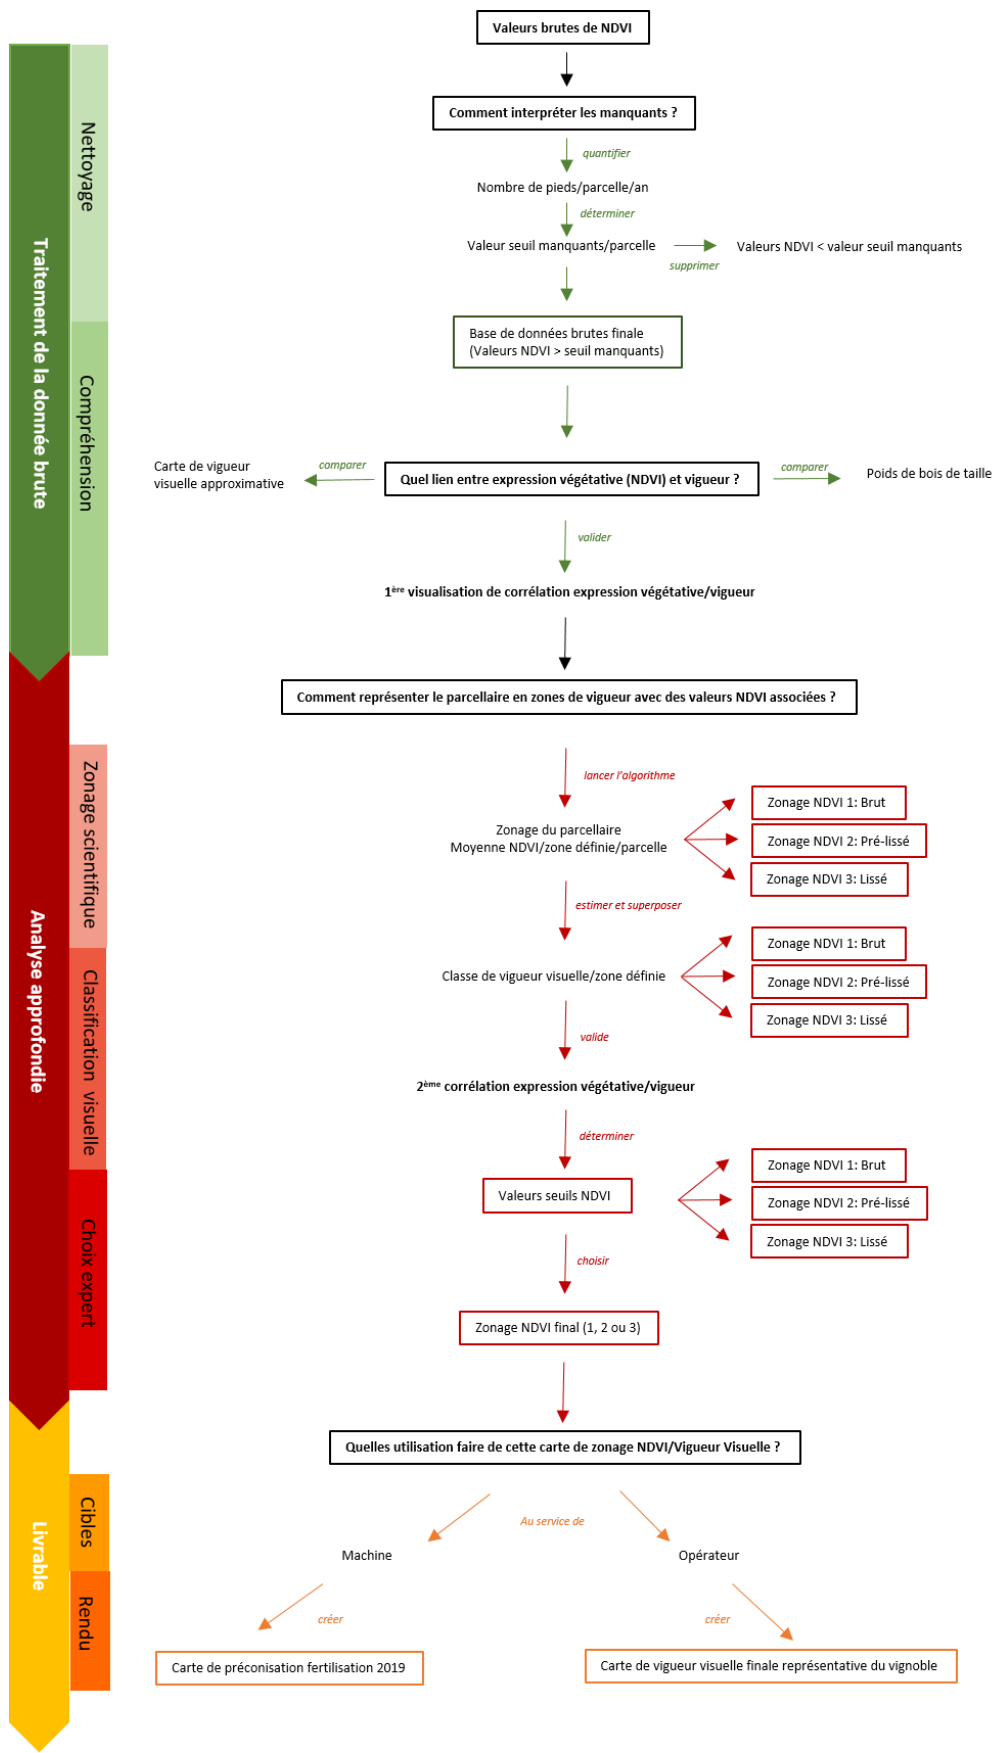 Valeurs brutes de NDVI
Comment interpréter les manquants ?
quantifier
Nombre de pieds/parcelle/an
déterminer
Valeur seuil manquants/parcelle
supprimer
Valeurs NDVI < valeur seuil manquants
Base de données brutes finale
(Valeurs NDVI > seuil manquants)
Carte de vigueur
visuelle approximative
comparer
Quel lien entre expression végétative (NDVI) et vigueur ?
comparer
Poids de bois de taille
valider
1ère visualisation de corrélation expression végétative/vigueur
Comment représenter le parcellaire en zones de vigueur avec des valeurs NDVI associées ?
lancer l'algorithme
Zonage du parcellaire
Moyenne NDVI/zone définie/parcelle
Zonage NDVI 1: Brut
Zonage NDVI 2: Pré-lissé
Zonage NDVI 3: Lissé
estimer et superposer
Classe de vigueur visuelle/zone définie
Zonage NDVI 1: Brut
Zonage NDVI 2: Pré-lissé
Zonage NDVI 3: Lissé
valide
2ème corrélation expression végétative/vigueur
déterminer
Valeurs seuils NDVI
Zonage NDVI 1: Brut
Zonage NDVI 2: Pré-lissé
Zonage NDVI 3: Lissé
choisir
Zonage NDVI final (1, 2 ou 3)
Quelles utilisation faire de cette carte de zonage NDVI/Vigueur Visuelle ?
Au service de
Machine
Opérateur
créer
créer
Carte de préconisation fertilisation 2019
Carte de vigueur visuelle finale représentative du vignoble
Traitement de la donnée brute
Nettoyage
Compréhension
Analyse approfondie
Zonage scientifique
Classification visuelle
Choix expert
Livrable
Cibles
Rendu